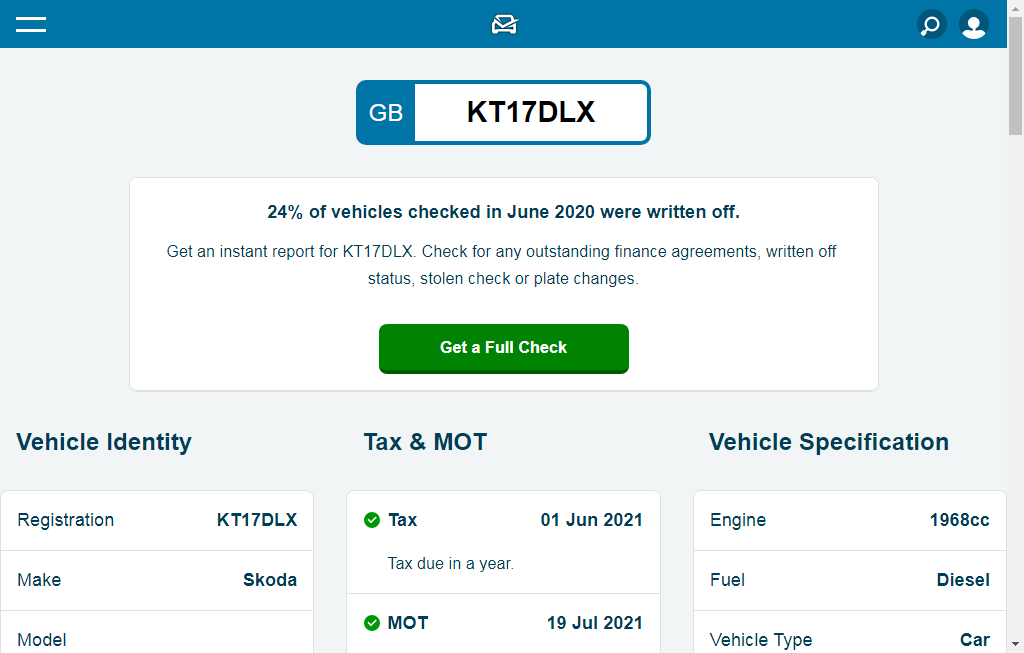 GB KT17DLX
24% of vehicles checked in June 2020 were written off.
Get an instant report for KT17DLX. Check for any outstanding finance agreements, written off
status, stolen check or plate changes.
Get a Full Check
Vehicle Identity
Registration KT17DLX
Make Skoda
Model
Tax & MOT
Tax 01 Jun 2021
Tax due in a year.
MOT 19 Jul 2021
Vehicle Specification
Engine 1968cc
Fuel Diesel
Vehicle Type Car